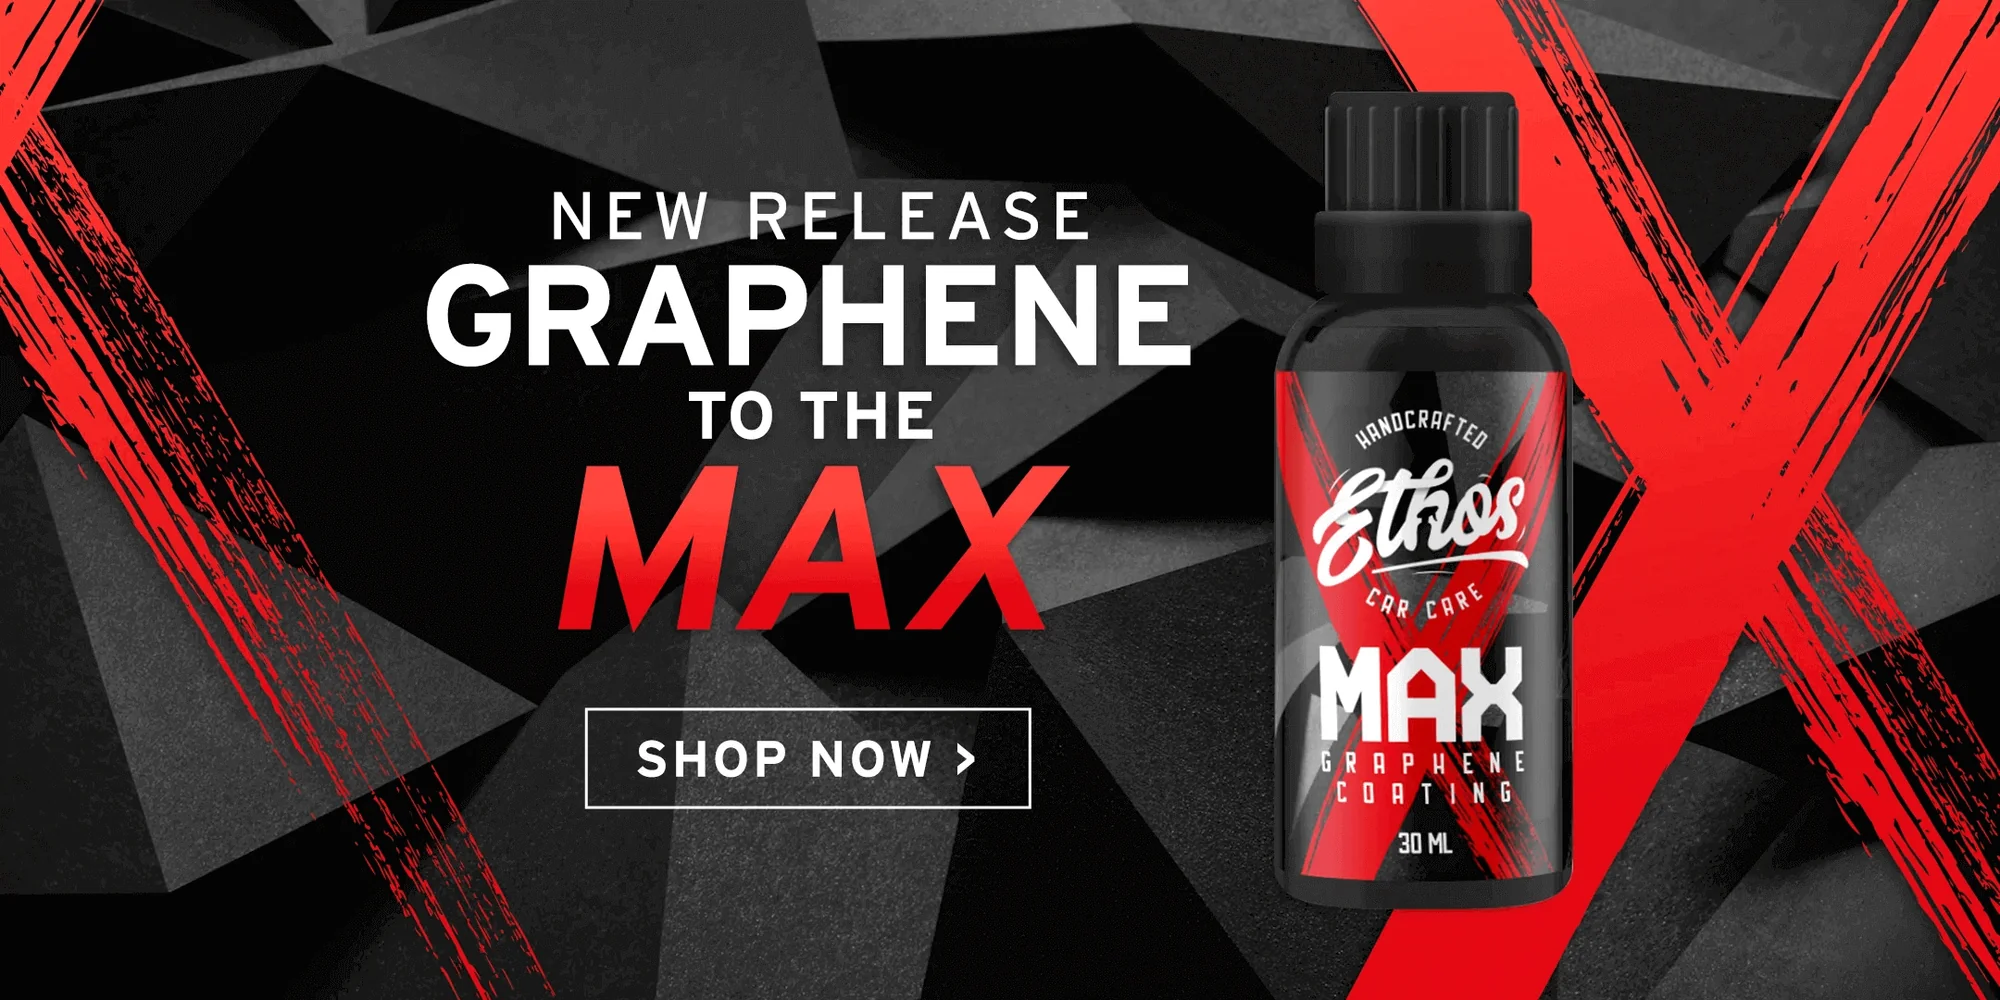 NEW RELEASE
GRAPHENE
TO THE
MAX
SHOP NOW >
HANDCRAFTED
Ethos
CAR CARE
MAX
GRAPHENE
COATING
30 ML